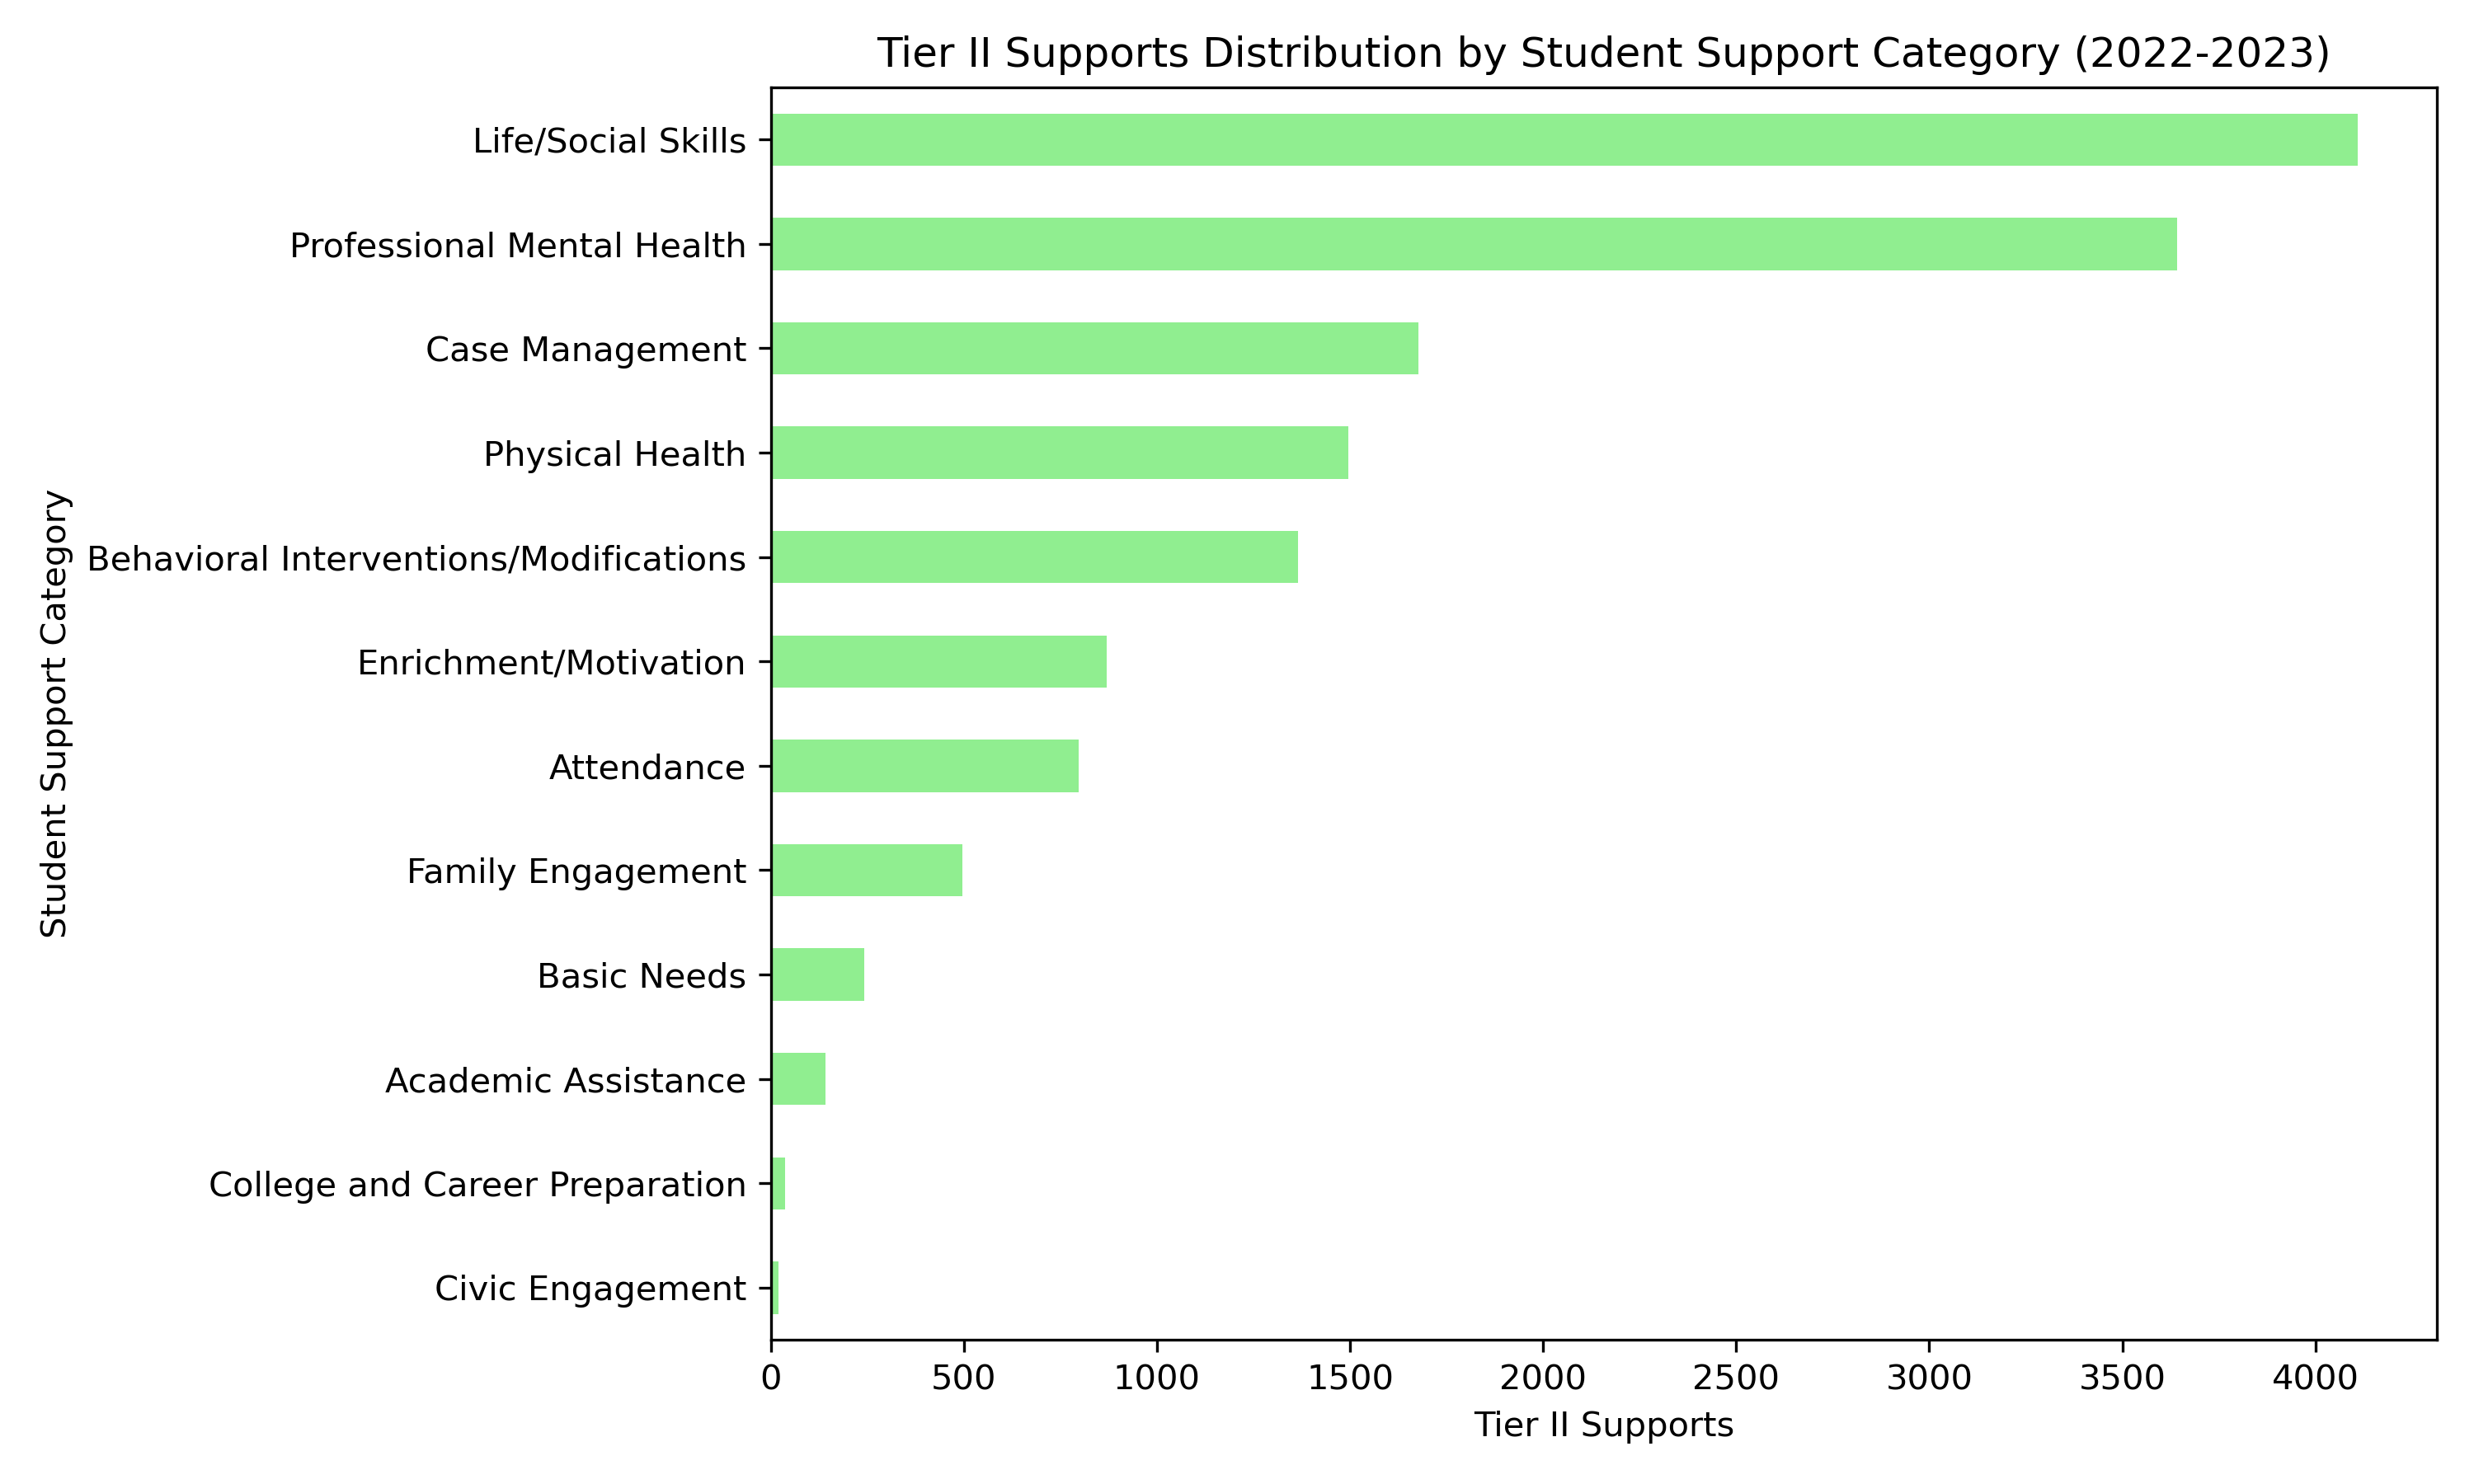 Tier II Supports Distribution by Student Support Category (2022-2023)
Student Support Category
Life/Social Skills
Professional Mental Health
Case Management
Physical Health
Behavioral Interventions/Modifications
Enrichment/Motivation
Attendance
Family Engagement
Basic Needs
Academic Assistance
College and Career Preparation
Civic Engagement
0 500 1000 1500 2000 2500 3000 3500 4000
Tier II Supports